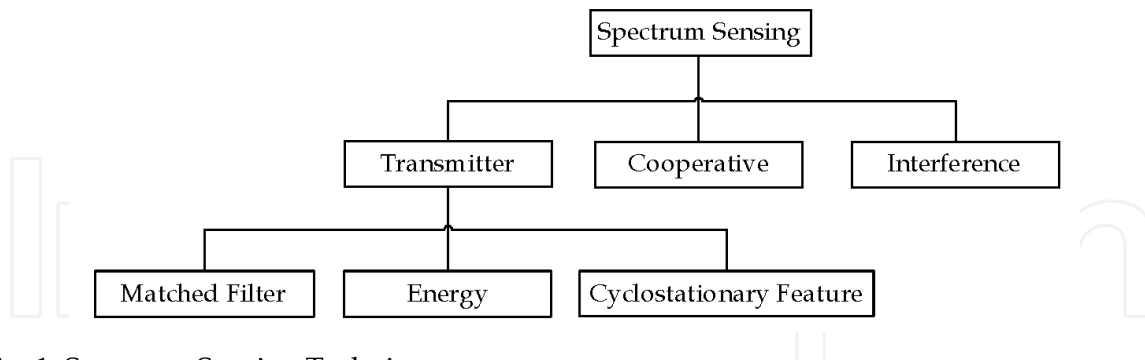 Spectrum Sensing
Transmitter
Cooperative
Interference
Matched Filter
Energy
Cyclostationary Feature